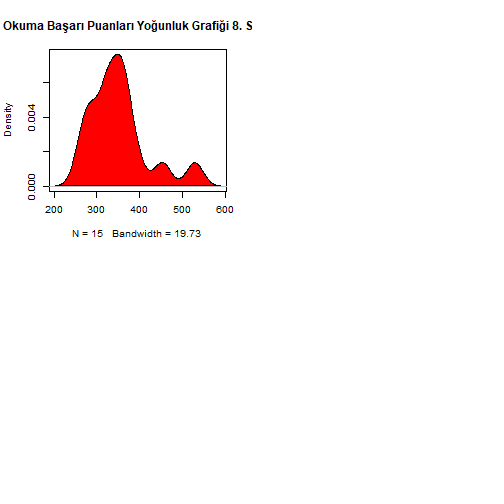 Okuma Başarı Puanları Yoğunluk Grafiği 8. S
Density
0.004
0.000
200 300 400 500 600
N = 15 Bandwidth = 19.73